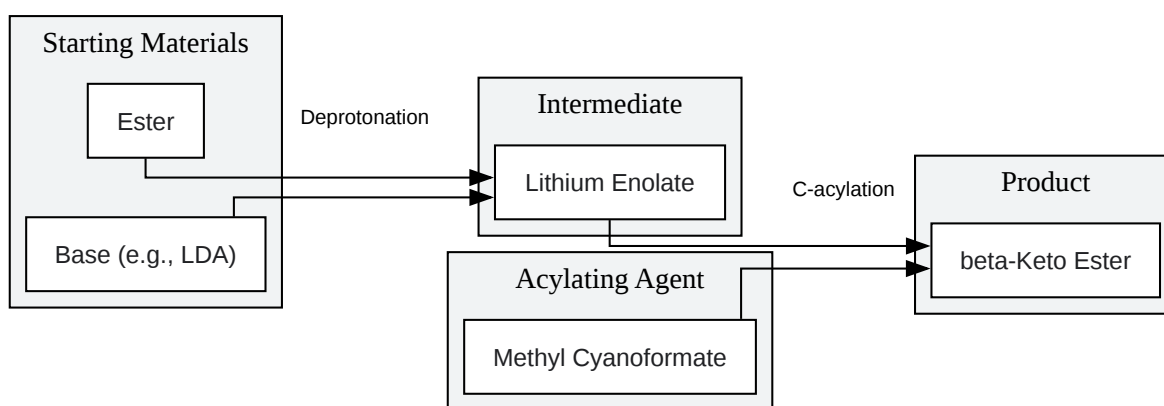 Starting Materials
Ester
Base (e.g., LDA)
Deprotonation
Intermediate
Lithium Enolate
Acylating Agent
Methyl Cyanoformate
C-acylation
Product
beta-Keto Ester